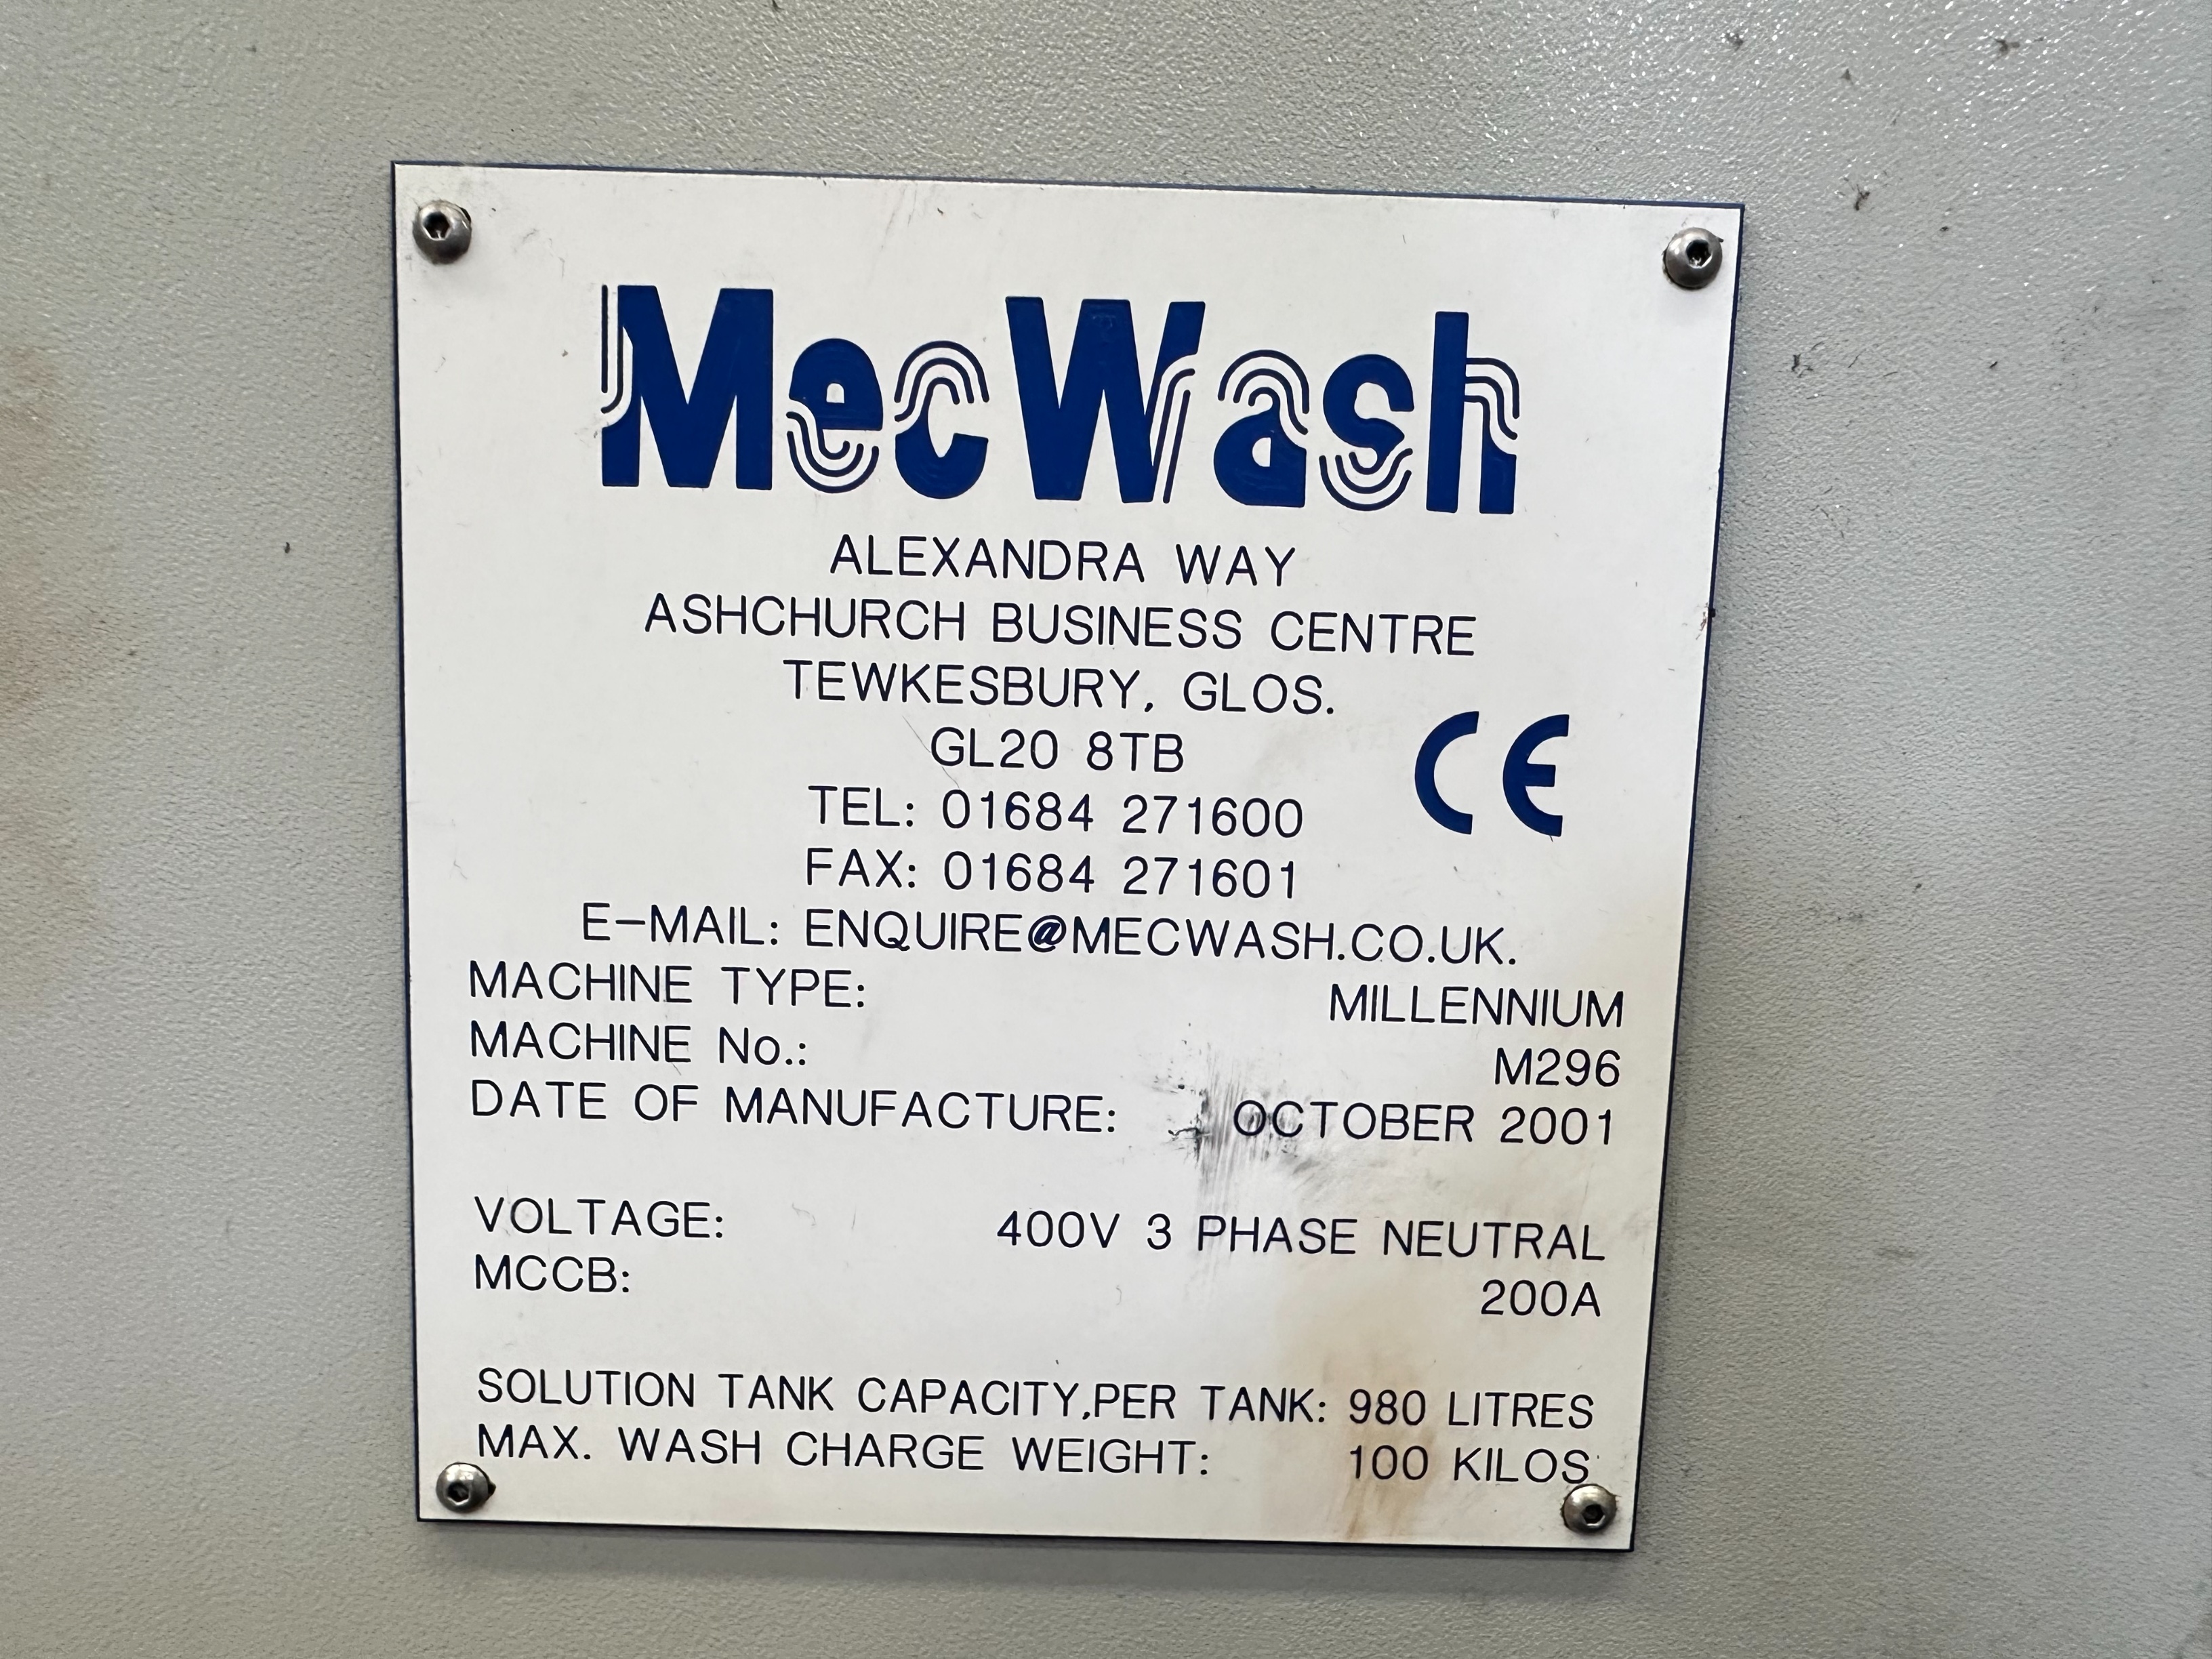 MecWash
ALEXANDRA WAY
ASHCHURCH BUSINESS CENTRE
TEWKESBURY, GLOS.
GL20 8TB
CE
TEL: 01684 271600
FAX: 01684 271601
E-MAIL: ENQUIRE@MECWASH.CO.UK.
MACHINE TYPE: MILLENNIUM
MACHINE No.: M296
DATE OF MANUFACTURE: OCTOBER 2001
VOLTAGE: 400V 3 PHASE NEUTRAL
MCCB: 200A
SOLUTION TANK CAPACITY,PER TANK: 980 LITRES
MAX. WASH CHARGE WEIGHT: 100 KILOS